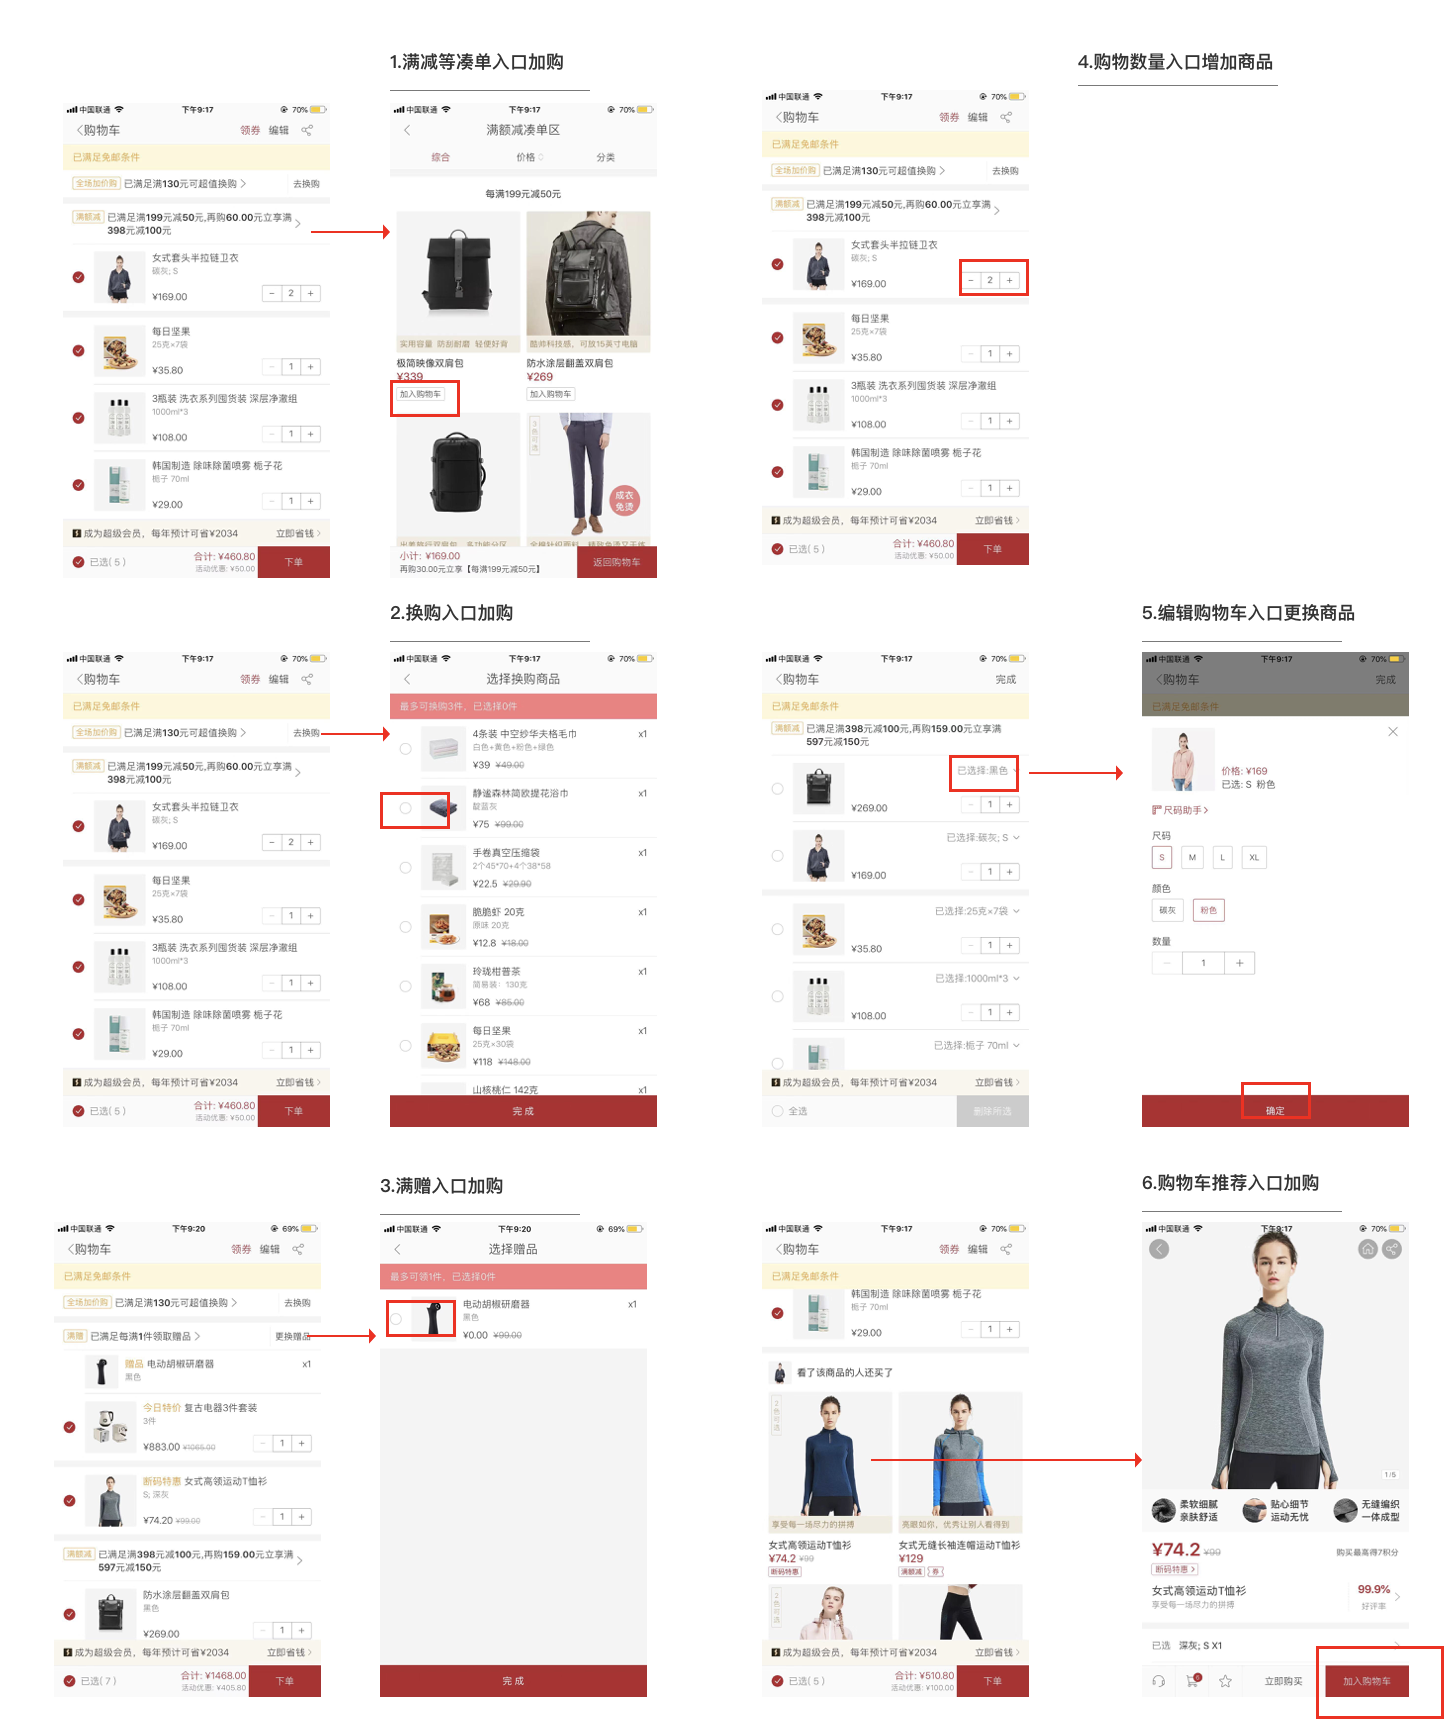 1.满减等凑单入口加购
中国联通 下午9:17 70%
购物车 领券 编辑
已满足免邮条件
全场加价购 已满足满130元可超值换购 去换购
满额减 已满足满199元减50元,再购60.00元立享满
398元减100元
女式套头半拉链卫衣
碳灰; S
¥169.00 - 2 +
每日坚果
25克×7袋
¥35.80 - 1 +
3瓶装 洗衣系列囤货装 深层净澈组
1000ml*3
¥108.00 - 1 +
韩国制造 除味除菌喷雾 栀子花
栀子 70ml
¥29.00 - 1 +
成为超级会员，每年预计可省¥2034 立即省钱
已选( 5 ) 合计: ¥460.80 下单
活动优惠: ¥50.00
中国联通 下午9:17 70%
满额减凑单区
综合 价格 分类
每满199元减50元
实用容量 防刮耐磨 轻便好背
极简映像双肩包
¥339
加入购物车
酷帅科技感，可放15英寸电脑
防水涂层翻盖双肩包
¥269
加入购物车
3色可选
成衣
免烫
小计: ¥169.00
再购30.00元立享【每满199元减50元】
返回购物车
4.购物数量入口增加商品
中国联通 下午9:17 70%
购物车 领券 编辑
已满足免邮条件
全场加价购 已满足满130元可超值换购 去换购
满额减 已满足满199元减50元,再购60.00元立享满
398元减100元
女式套头半拉链卫衣
碳灰; S
¥169.00 - 2 +
每日坚果
25克×7袋
¥35.80 - 1 +
3瓶装 洗衣系列囤货装 深层净澈组
1000ml*3
¥108.00 - 1 +
韩国制造 除味除菌喷雾 栀子花
栀子 70ml
¥29.00 - 1 +
成为超级会员，每年预计可省¥2034 立即省钱
已选( 5 ) 合计: ¥460.80 下单
活动优惠: ¥50.00
2.换购入口加购
中国联通 下午9:17 70%
购物车 领券 编辑
已满足免邮条件
全场加价购 已满足满130元可超值换购 去换购
满额减 已满足满199元减50元,再购60.00元立享满
398元减100元
女式套头半拉链卫衣
碳灰; S
¥169.00 - 2 +
每日坚果
25克×7袋
¥35.80 - 1 +
3瓶装 洗衣系列囤货装 深层净澈组
1000ml*3
¥108.00 - 1 +
韩国制造 除味除菌喷雾 栀子花
栀子 70ml
¥29.00 - 1 +
成为超级会员，每年预计可省¥2034 立即省钱
已选( 5 ) 合计: ¥460.80 下单
活动优惠: ¥50.00
中国联通 下午9:17 70%
选择换购商品
最多可换购3件，已选择0件
4条装 中空纱华夫格毛巾 x1
白色+黄色+粉色+绿色
¥39 ¥49.00
静谧森林简欧提花浴巾 x1
靛蓝灰
¥75 ¥99.00
手卷真空压缩袋 x1
2个45*70+4个38*58
¥22.5 ¥29.90
脆脆虾 20克 x1
原味 20克
¥12.8 ¥18.00
玲珑柑普茶 x1
简易装：130克
¥68 ¥85.00
每日坚果 x1
25克×30袋
¥118 ¥148.00
山核桃仁 142克 x1
完成
5.编辑购物车入口更换商品
中国联通 下午9:17 70%
购物车 完成
已满足免邮条件
满额减 已满足满398元减100元,再购159.00元立享满
597元减150元
已选择:黑色
¥269.00 - 1 +
已选择:碳灰; S
¥169.00 - 1 +
已选择:25克×7袋
¥35.80 - 1 +
已选择:1000ml*3
¥108.00 - 1 +
已选择:栀子 70ml
成为超级会员，每年预计可省¥2034 立即省钱
全选 删除所选
中国联通 下午9:17 70%
购物车 完成
已满足免邮条件
价格: ¥169
已选: S 粉色
尺码助手
尺码
S M L XL
颜色
碳灰 粉色
数量
- 1 +
确定
3.满赠入口加购
中国联通 下午9:20 69%
购物车 领券 编辑
已满足免邮条件
全场加价购 已满足满130元可超值换购 去换购
满赠 已满足每满1件领取赠品 更换赠品
赠品 电动胡椒研磨器 x1
黑色
今日特价 复古电器3件套装
3件
¥883.00 ¥1065.00 - 1 +
断码特惠 女式高领运动T恤衫
S; 深灰
¥74.20 ¥99.00 - 1 +
满额减 已满足满398元减100元,再购159.00元立享满
597元减150元
防水涂层翻盖双肩包
黑色
¥269.00 - 1 +
成为超级会员，每年预计可省¥2034 立即省钱
已选( 7 ) 合计: ¥1468.00 下单
活动优惠: ¥405.80
中国联通 下午9:20 69%
选择赠品
最多可领1件，已选择0件
电动胡椒研磨器 x1
黑色
¥0.00 ¥99.00
完成
6.购物车推荐入口加购
中国联通 下午9:17 70%
购物车 领券 编辑
已满足免邮条件
韩国制造 除味除菌喷雾 栀子花
栀子 70ml
¥29.00 - 1 +
看了该商品的人还买了
2色可选
享受每一场尽力的拼搏
女式高领运动T恤衫
¥74.2 ¥99
断码特惠
亮眼如你，优秀让别人看得到
女式无缝长袖连帽运动T恤衫
¥129
满额减 券
2色可选
成为超级会员，每年预计可省¥2034 立即省钱
已选( 5 ) 合计: ¥510.80 下单
活动优惠: ¥100.00
中国联通 下午9:17 70%
1/5
柔软细腻
亲肤舒适
贴心细节
运动无忧
无缝编织
一体成型
¥74.2 ¥99 购买最高得7积分
断码特惠
女式高领运动T恤衫 99.9%
享受每一场尽力的拼搏 好评率
已选 深灰; S X1
立即购买 加入购物车